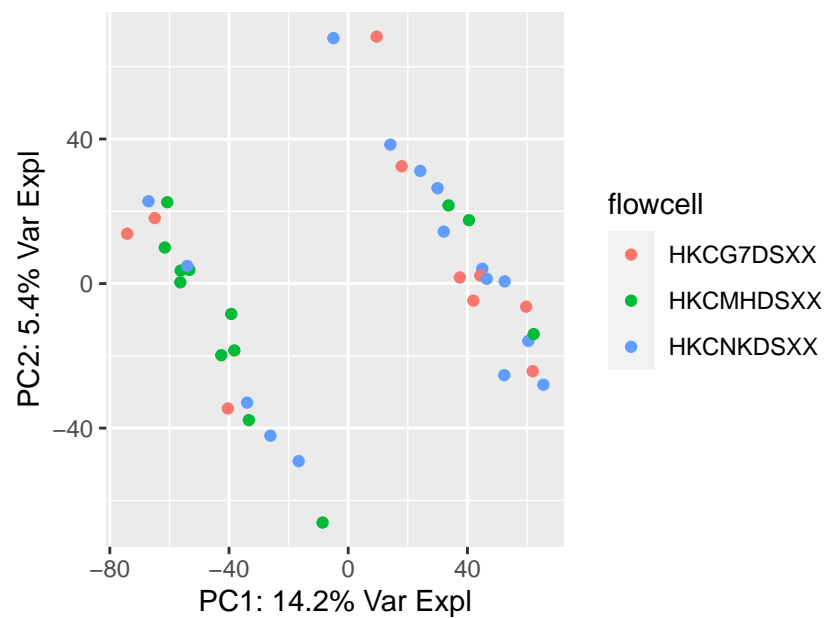 40
0
−40
−80
−40
0
40
PC2: 5.4% Var Expl
PC1: 14.2% Var Expl
flowcell
HKCG7DSXX
HKCMHDSXX
HKCNKDSXX